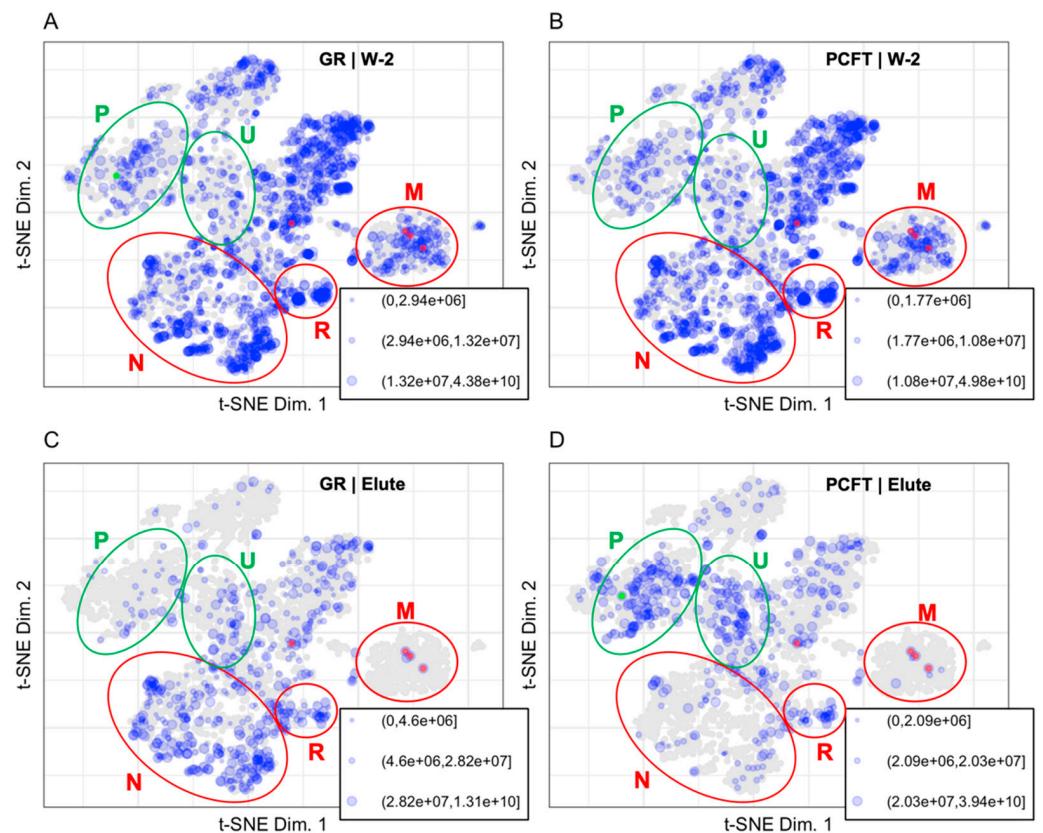 A
GR | W-2
P
U
M
R
N
(0,2.94e+06]
(2.94e+06,1.32e+07]
(1.32e+07,4.38e+10]
t-SNE Dim. 2
t-SNE Dim. 1
B
PCFT | W-2
P
U
M
R
N
(0,1.77e+06]
(1.77e+06,1.08e+07]
(1.08e+07,4.98e+10]
t-SNE Dim. 2
t-SNE Dim. 1
C
GR | Elute
P
U
M
R
N
(0,4.6e+06]
(4.6e+06,2.82e+07]
(2.82e+07,1.31e+10]
t-SNE Dim. 2
t-SNE Dim. 1
D
PCFT | Elute
P
U
M
R
N
(0,2.09e+06]
(2.09e+06,2.03e+07]
(2.03e+07,3.94e+10]
t-SNE Dim. 2
t-SNE Dim. 1